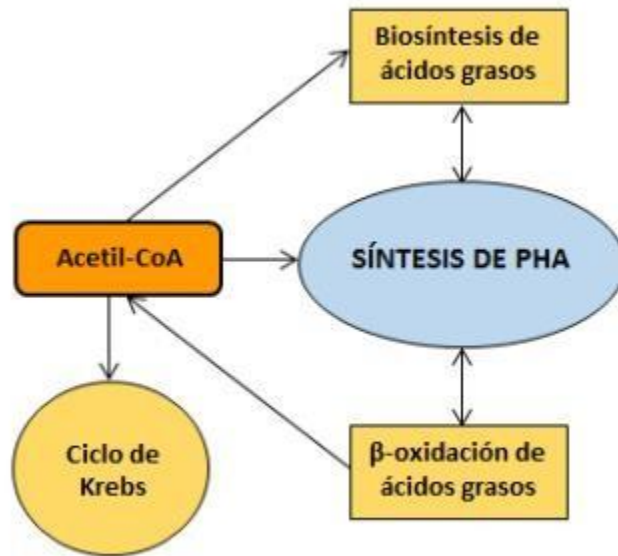 Biosíntesis de
ácidos grasos
Acetil-CoA
SÍNTESIS DE PHA
Ciclo de
Krebs
β-oxidación de
ácidos grasos